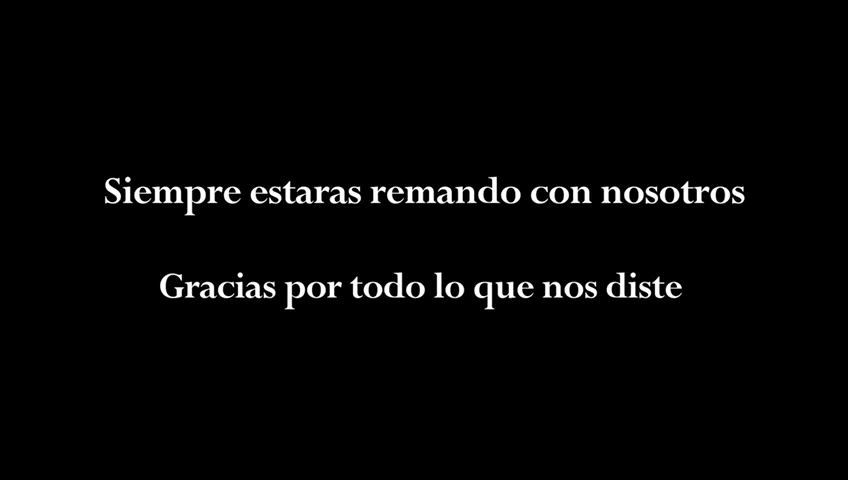 Siempre estaras remando con nosotros
Gracias por todo lo que nos diste